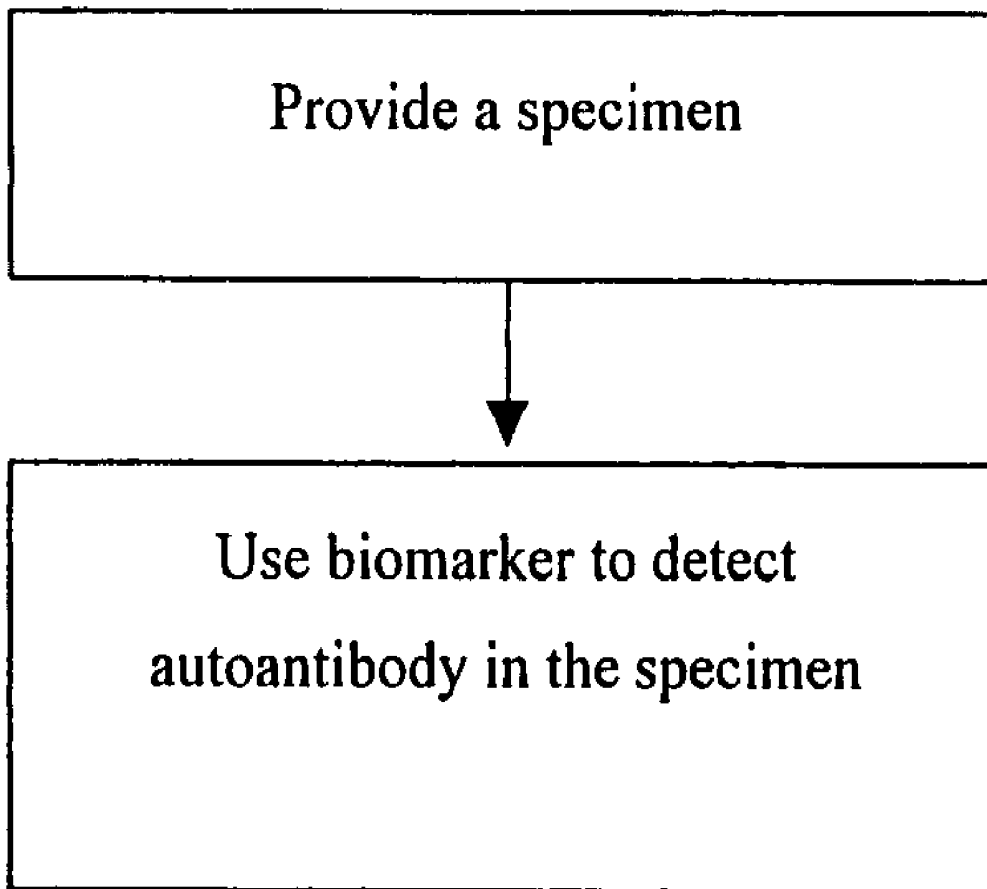 Provide a specimen
Use biomarker to detect
autoantibody in the specimen